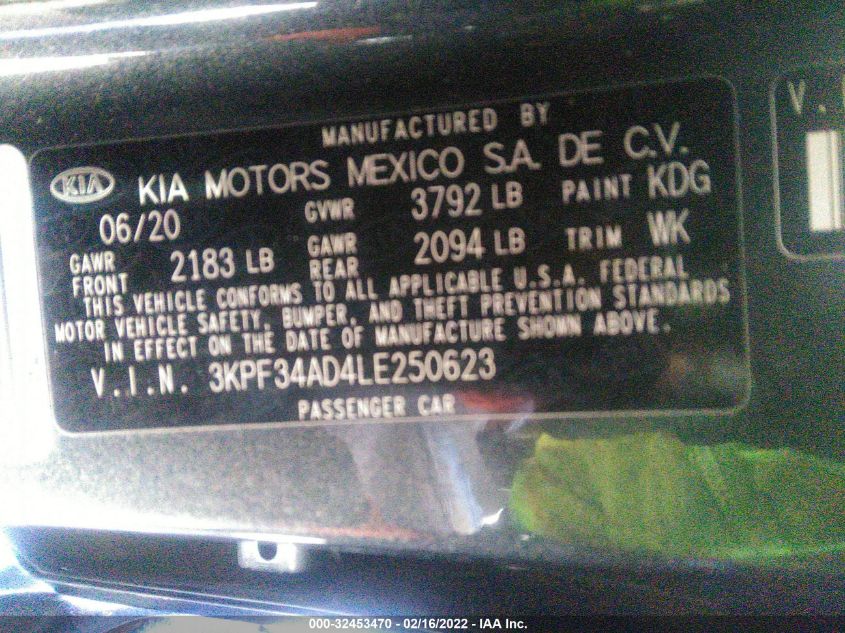 MANUFACTURED BY
KIA KIA MOTORS MEXICO S.A. DE C.V.
06/20 GVWR 3792 LB PAINT KDG
GAWR FRONT 2183 LB GAWR REAR 2094 LB TRIM WK
THIS VEHICLE CONFORMS TO ALL APPLICABLE U.S.A. FEDERAL
MOTOR VEHICLE SAFETY, BUMPER, AND THEFT PREVENTION STANDARDS
IN EFFECT ON THE DATE OF MANUFACTURE SHOWN ABOVE.
V.I.N. 3KPF34AD4LE250623
PASSENGER CAR
V.
000-32453470 - 02/16/2022 - IAA Inc.